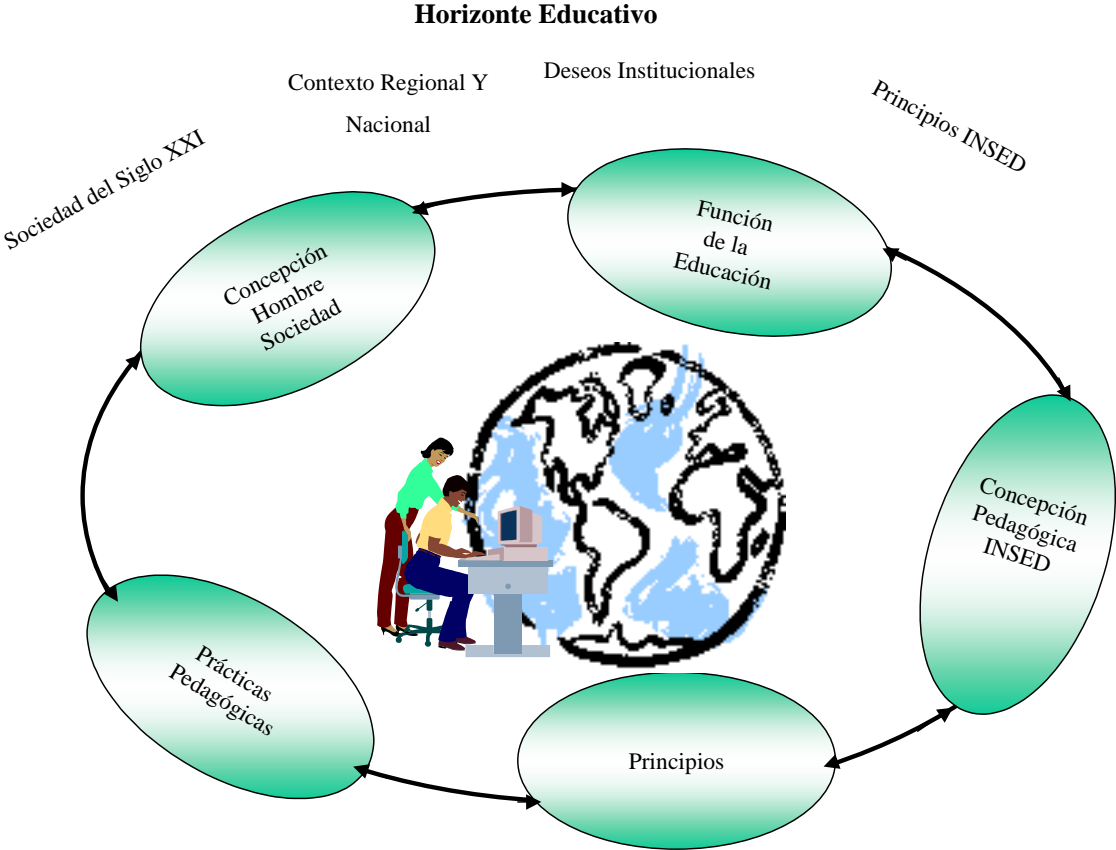 Horizonte Educativo
Contexto Regional Y
Nacional
Deseos Institucionales
Principios INSED
Sociedad del Siglo XXI
Concepción
Hombre
Sociedad
Función
de la
Educación
Concepción
Pedagógica
INSED
Prácticas
Pedagógicas
Principios